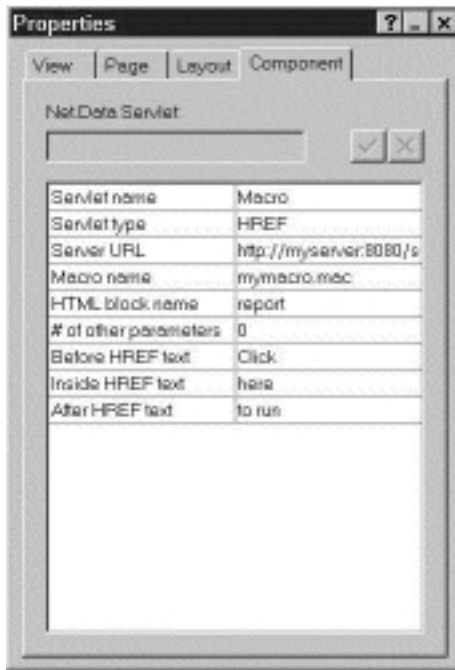 Properties ? _ x
View Page Layout Component
Net.Data Servlet
Servlet name Macro
Servlet type HREF
Server URL http://myserver:8080/s
Macro name mymacro.mac
HTML block name report
# of other parameters 0
Before HREF text Click
Inside HREF text here
After HREF text to run